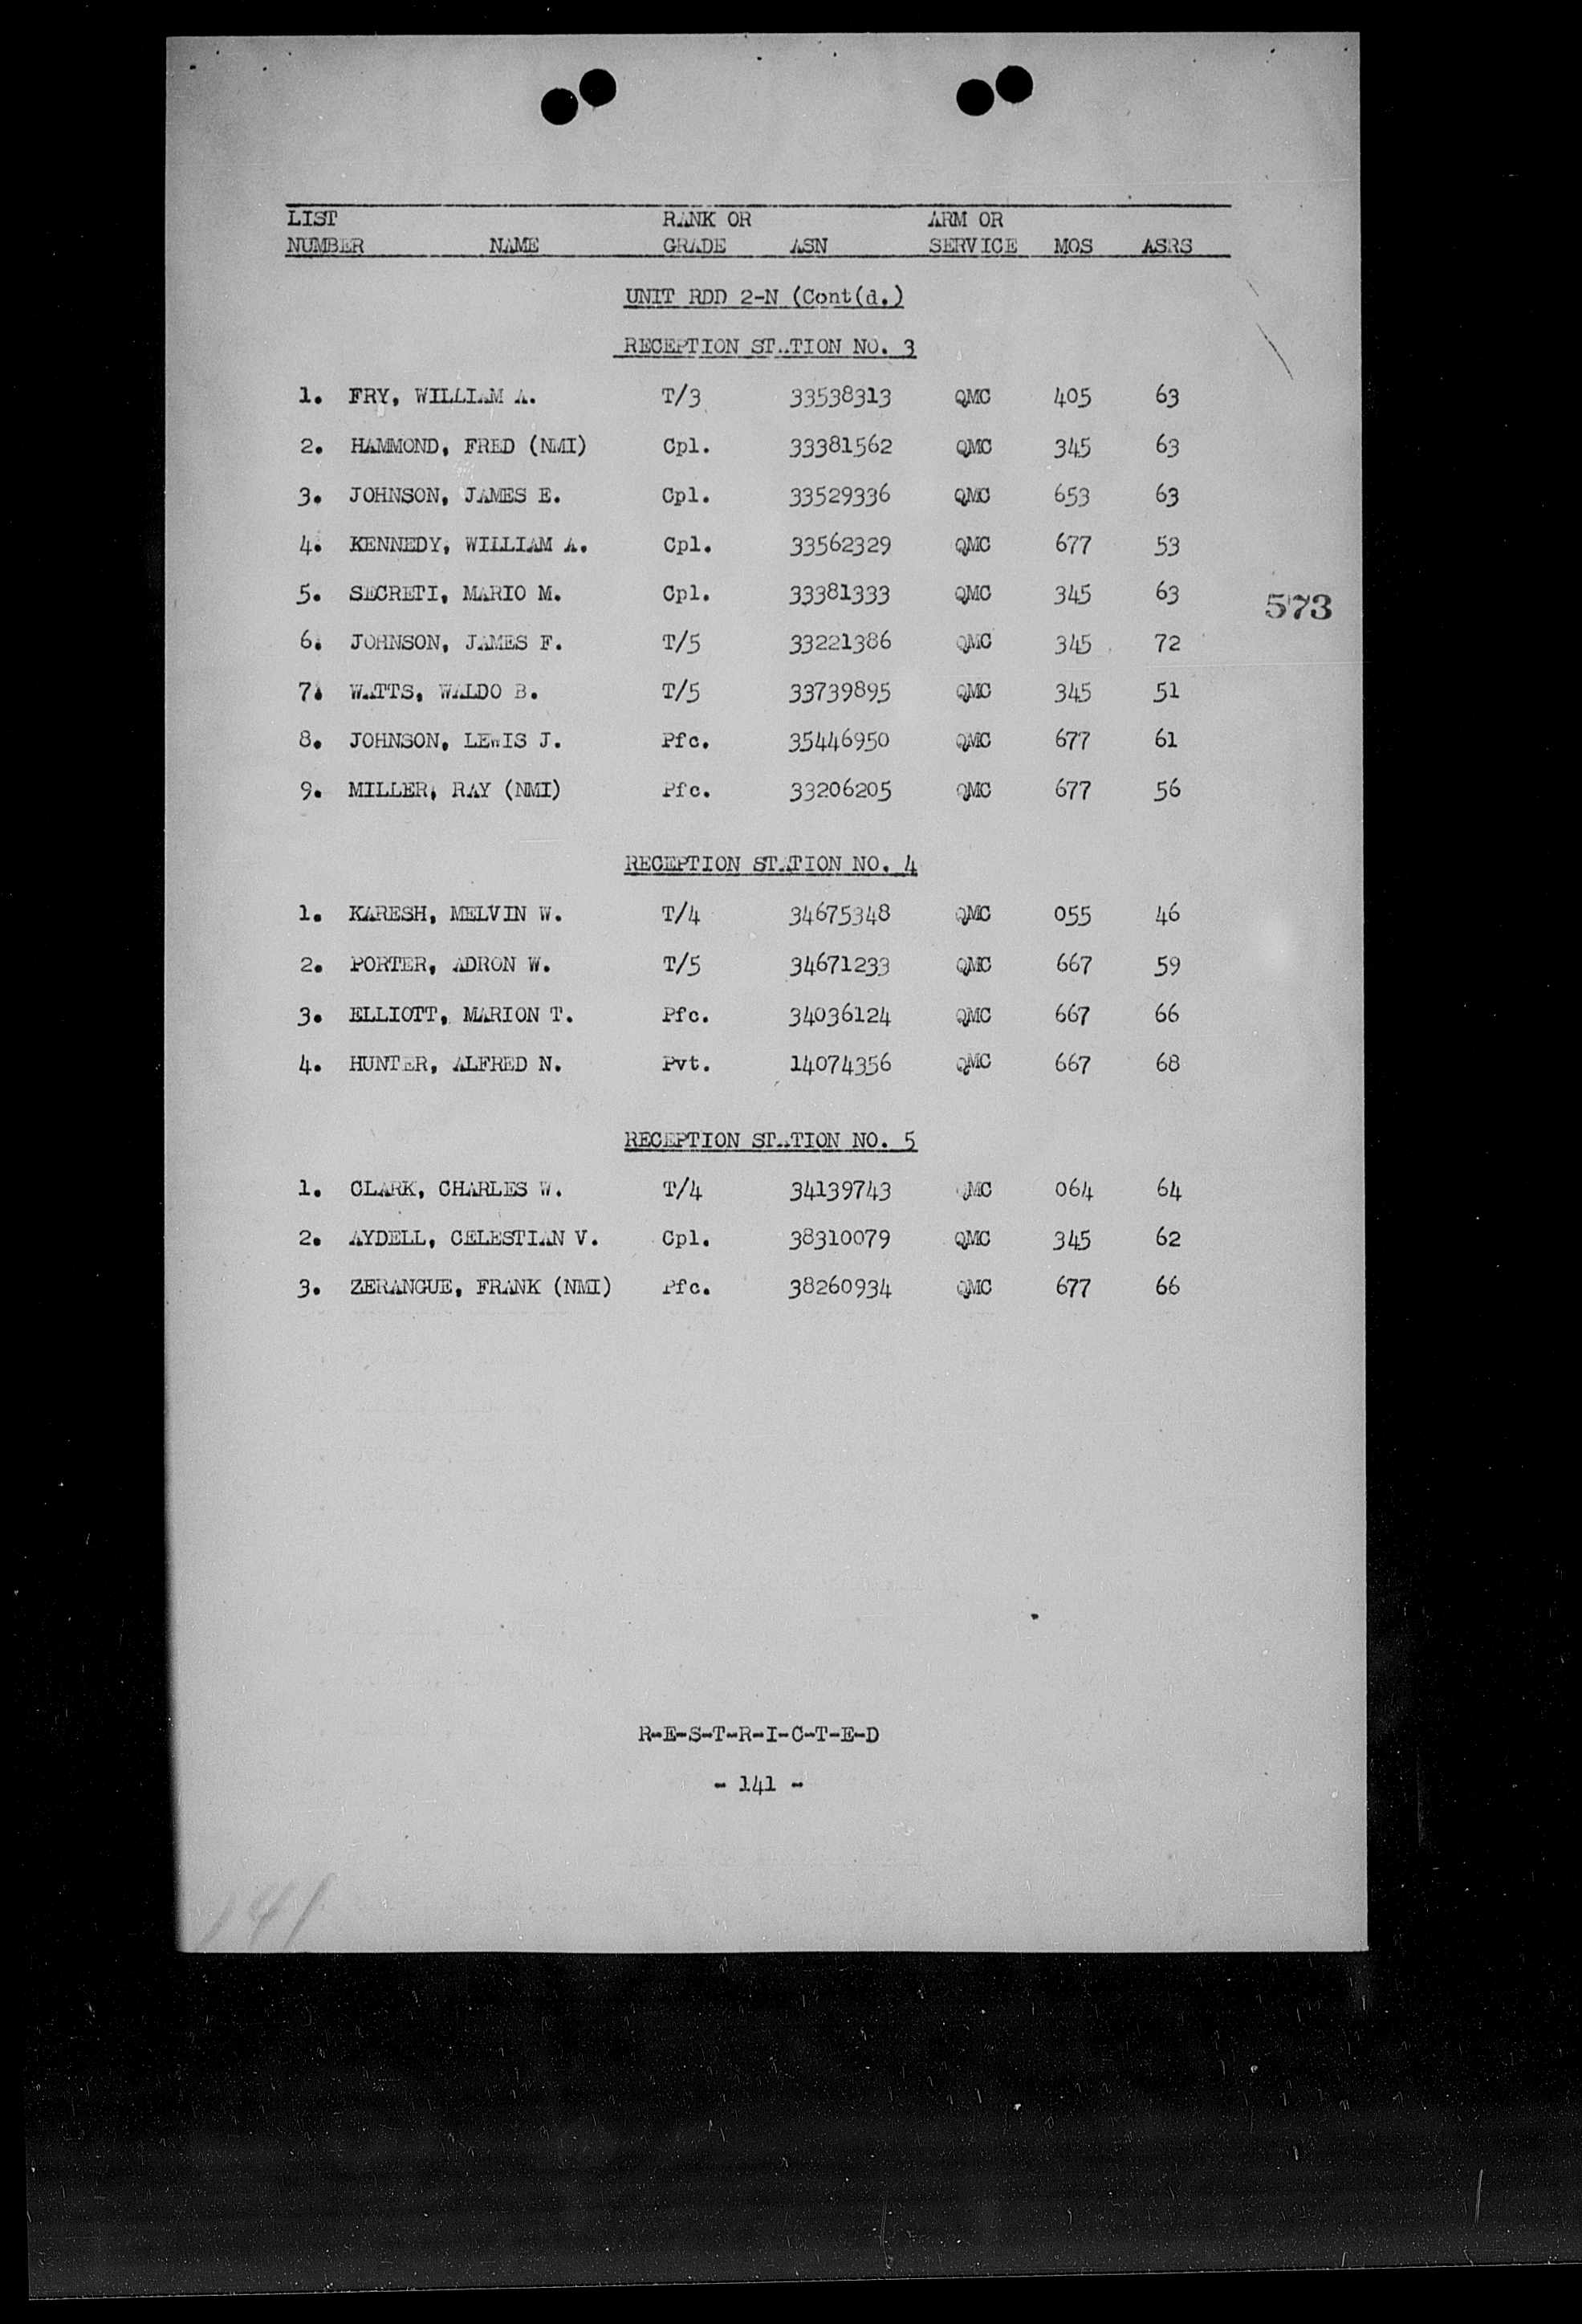 LIST RANK OR ARM OR
NUMBER NAME GRADE ASN SERVICE MOS ASRS
UNIT RDD 2-N (Cont(d.)
RECEPTION STATION NO. 3
1. FRY, WILLIAM A. T/3 33538313 QMC 405 63
2. HAMMOND, FRED (NMI) Cpl. 33381562 QMC 345 63
3. JOHNSON, JAMES E. Cpl. 33529336 QMC 653 63
4. KENNEDY, WILLIAM A. Cpl. 33562329 QMC 677 53
5. SECRETI, MARIO M. Cpl. 33381333 QMC 345 63
573
6. JOHNSON, JAMES F. T/5 33221386 QMC 345 72
7. WATTS, WALDO B. T/5 33739895 QMC 345 51
8. JOHNSON, LEWIS J. Pfc. 35446950 QMC 677 61
9. MILLER, RAY (NMI) Pfc. 33206205 QMC 677 56
RECEPTION STATION NO. 4
1. KARESH, MELVIN W. T/4 34675348 QMC 055 46
2. PORTER, ADRON W. T/5 34671233 QMC 667 59
3. ELLIOTT, MARION T. Pfc. 34036124 QMC 667 66
4. HUNTER, ALFRED N. Pvt. 14074356 QMC 667 68
RECEPTION STATION NO. 5
1. CLARK, CHARLES W. T/4 34139743 QMC 064 64
2. AYDELL, CELESTIAN V. Cpl. 38310079 QMC 345 62
3. ZERANGUE, FRANK (NMI) Pfc. 38260934 QMC 677 66
R-E-S-T-R-I-C-T-E-D
- 141 -
141